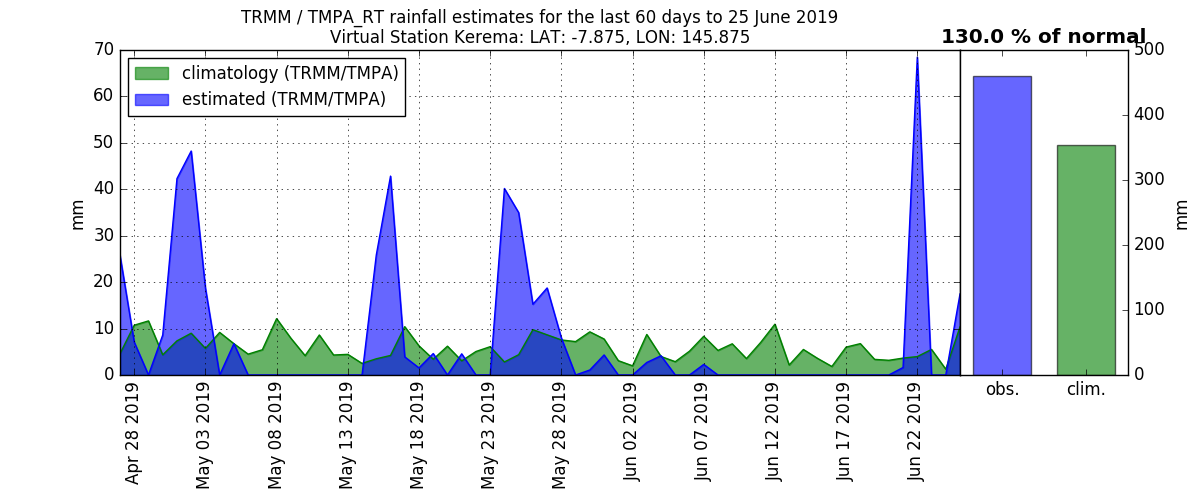 TRMM / TMPA_RT rainfall estimates for the last 60 days to 25 June 2019
Virtual Station Kerema: LAT: -7.875, LON: 145.875
130.0 % of normal
climatology (TRMM/TMPA)
estimated (TRMM/TMPA)
mm
70
60
50
40
30
20
10
0
Apr 28 2019
May 03 2019
May 08 2019
May 13 2019
May 18 2019
May 23 2019
May 28 2019
Jun 02 2019
Jun 07 2019
Jun 12 2019
Jun 17 2019
Jun 22 2019
obs.
clim.
500
400
300
200
100
0
mm